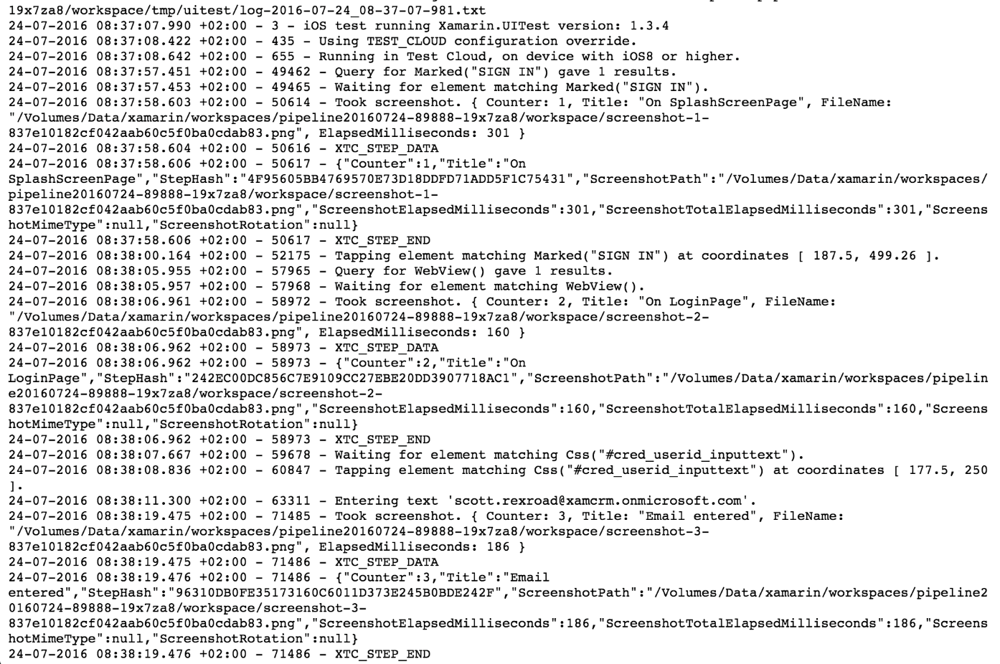 19x7za8/workspace/tmp/uitest/log-2016-07-24_08-37-07-981.txt
24-07-2016 08:37:07.990 +02:00 - 3 - iOS test running Xamarin.UITest version: 1.3.4
24-07-2016 08:37:08.422 +02:00 - 435 - Using TEST_CLOUD configuration override.
24-07-2016 08:37:08.642 +02:00 - 655 - Running in Test Cloud, on device with iOS8 or higher.
24-07-2016 08:37:57.451 +02:00 - 49462 - Query for Marked("SIGN IN") gave 1 results.
24-07-2016 08:37:57.453 +02:00 - 49465 - Waiting for element matching Marked("SIGN IN").
24-07-2016 08:37:58.603 +02:00 - 50614 - Took screenshot. { Counter: 1, Title: "On SplashScreenPage", FileName:
"/Volumes/Data/xamarin/workspaces/pipeline20160724-89888-19x7za8/workspace/screenshot-1-
837e10182cf042aab60c5f0ba0cdab83.png", ElapsedMilliseconds: 301 }
24-07-2016 08:37:58.604 +02:00 - 50616 - XTC_STEP_DATA
24-07-2016 08:37:58.606 +02:00 - 50617 - {"Counter":1,"Title":"On
SplashScreenPage","StepHash":"4F95605BB4769570E73D18DDFD71ADD5F1C75431","ScreenshotPath":"/Volumes/Data/xamarin/workspaces/
pipeline20160724-89888-19x7za8/workspace/screenshot-1-
837e10182cf042aab60c5f0ba0cdab83.png","ScreenshotElapsedMilliseconds":301,"ScreenshotTotalElapsedMilliseconds":301,"Screens
hotMimeType":null,"ScreenshotRotation":null}
24-07-2016 08:37:58.606 +02:00 - 50617 - XTC_STEP_END
24-07-2016 08:38:00.164 +02:00 - 52175 - Tapping element matching Marked("SIGN IN") at coordinates [ 187.5, 499.26 ].
24-07-2016 08:38:05.955 +02:00 - 57965 - Query for WebView() gave 1 results.
24-07-2016 08:38:05.957 +02:00 - 57968 - Waiting for element matching WebView().
24-07-2016 08:38:06.961 +02:00 - 58972 - Took screenshot. { Counter: 2, Title: "On LoginPage", FileName:
"/Volumes/Data/xamarin/workspaces/pipeline20160724-89888-19x7za8/workspace/screenshot-2-
837e10182cf042aab60c5f0ba0cdab83.png", ElapsedMilliseconds: 160 }
24-07-2016 08:38:06.962 +02:00 - 58973 - XTC_STEP_DATA
24-07-2016 08:38:06.962 +02:00 - 58973 - {"Counter":2,"Title":"On
LoginPage","StepHash":"242EC00DC856C7E9109CC27EBE20DD3907718AC1","ScreenshotPath":"/Volumes/Data/xamarin/workspaces/pipelin
e20160724-89888-19x7za8/workspace/screenshot-2-
837e10182cf042aab60c5f0ba0cdab83.png","ScreenshotElapsedMilliseconds":160,"ScreenshotTotalElapsedMilliseconds":160,"Screens
hotMimeType":null,"ScreenshotRotation":null}
24-07-2016 08:38:06.962 +02:00 - 58973 - XTC_STEP_END
24-07-2016 08:38:07.667 +02:00 - 59678 - Waiting for element matching Css("#cred_userid_inputtext").
24-07-2016 08:38:08.836 +02:00 - 60847 - Tapping element matching Css("#cred_userid_inputtext") at coordinates [ 177.5, 250
].
24-07-2016 08:38:11.300 +02:00 - 63311 - Entering text 'scott.rexroad@xamcrm.onmicrosoft.com'.
24-07-2016 08:38:19.475 +02:00 - 71485 - Took screenshot. { Counter: 3, Title: "Email entered", FileName:
"/Volumes/Data/xamarin/workspaces/pipeline20160724-89888-19x7za8/workspace/screenshot-3-
837e10182cf042aab60c5f0ba0cdab83.png", ElapsedMilliseconds: 186 }
24-07-2016 08:38:19.475 +02:00 - 71486 - XTC_STEP_DATA
24-07-2016 08:38:19.476 +02:00 - 71486 - {"Counter":3,"Title":"Email
entered","StepHash":"96310DB0FE35173160C6011D373E245B0BDE242F","ScreenshotPath":"/Volumes/Data/xamarin/workspaces/pipeline2
0160724-89888-19x7za8/workspace/screenshot-3-
837e10182cf042aab60c5f0ba0cdab83.png","ScreenshotElapsedMilliseconds":186,"ScreenshotTotalElapsedMilliseconds":186,"Screens
hotMimeType":null,"ScreenshotRotation":null}
24-07-2016 08:38:19.476 +02:00 - 71486 - XTC_STEP_END